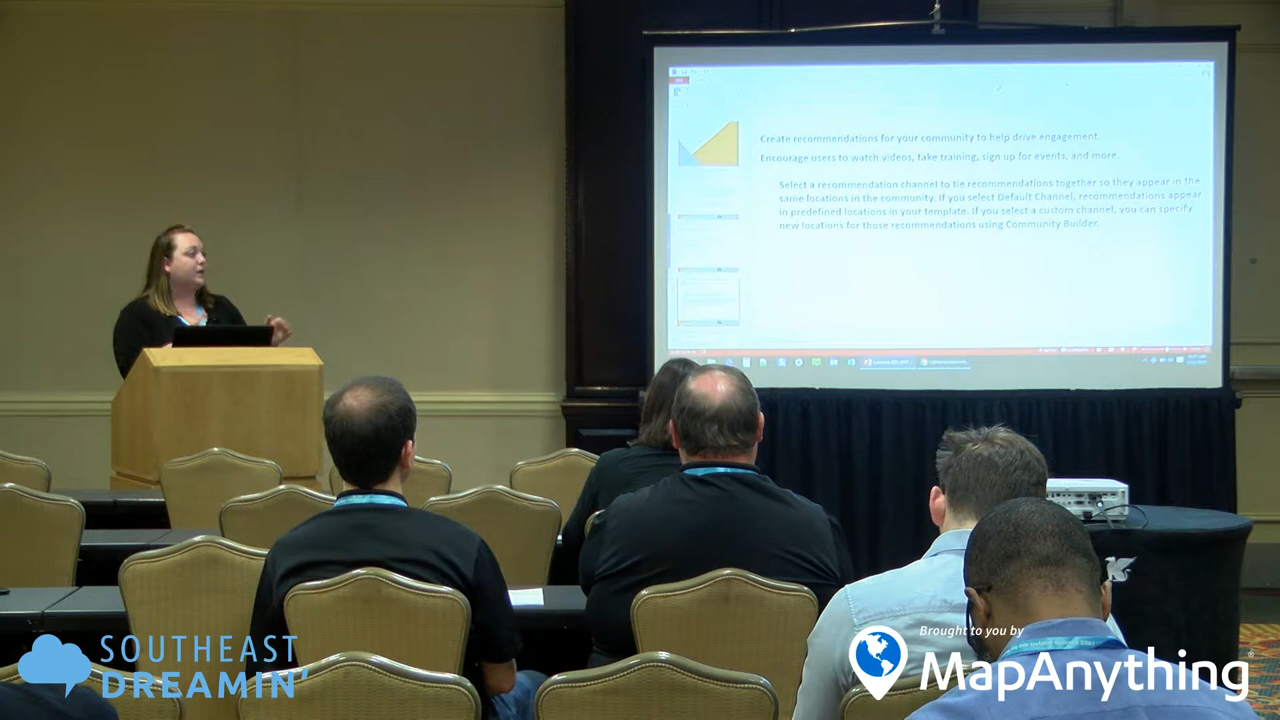 Create recommendations for your community to help drive engagement.
Encourage users to watch videos, take training, sign up for events, and more.
Select a recommendation channel to tie recommendations together so they appear in the
same locations in the community. If you select Default Channel, recommendations appear
in predefined locations in your template. If you select a custom channel, you can specify
new locations for those recommendations using Community Builder.
SOUTHEAST
DREAMIN'
Brought to you by
MapAnything®